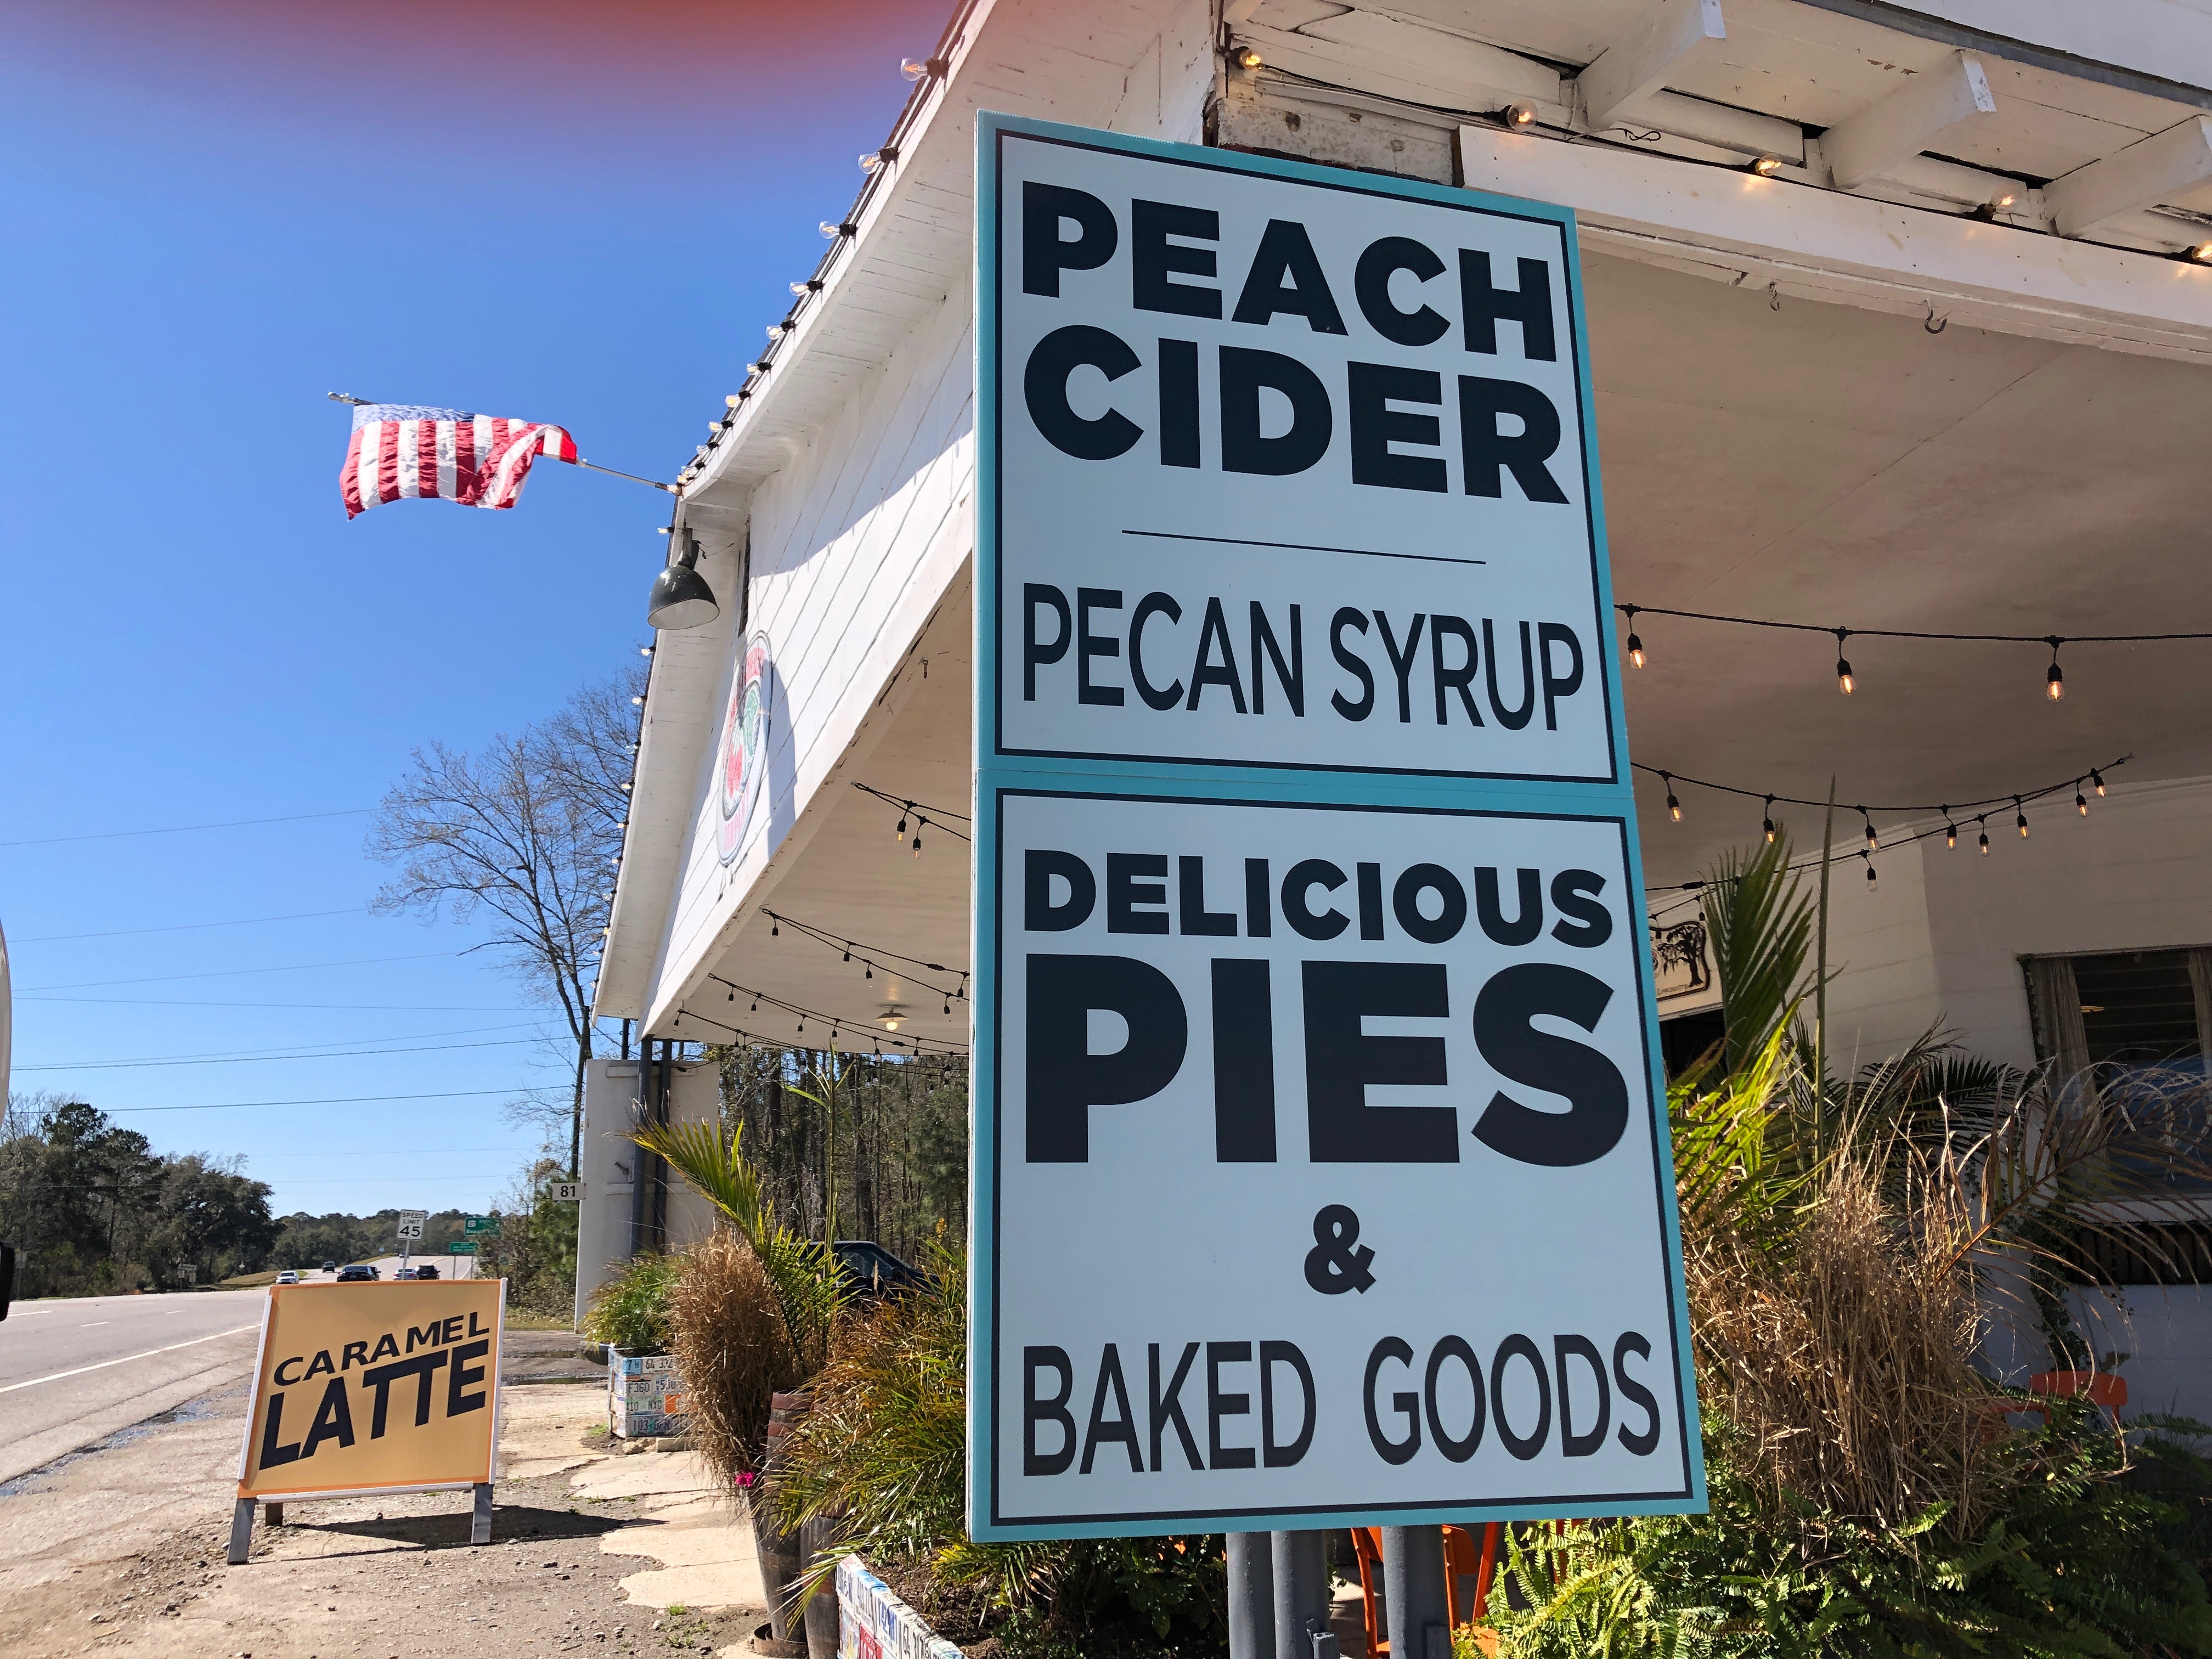 PEACH
CIDER
PECAN SYRUP
DELICIOUS
PIES
&
BAKED GOODS
CARAMEL
LATTE
81
SPEED
LIMIT
45